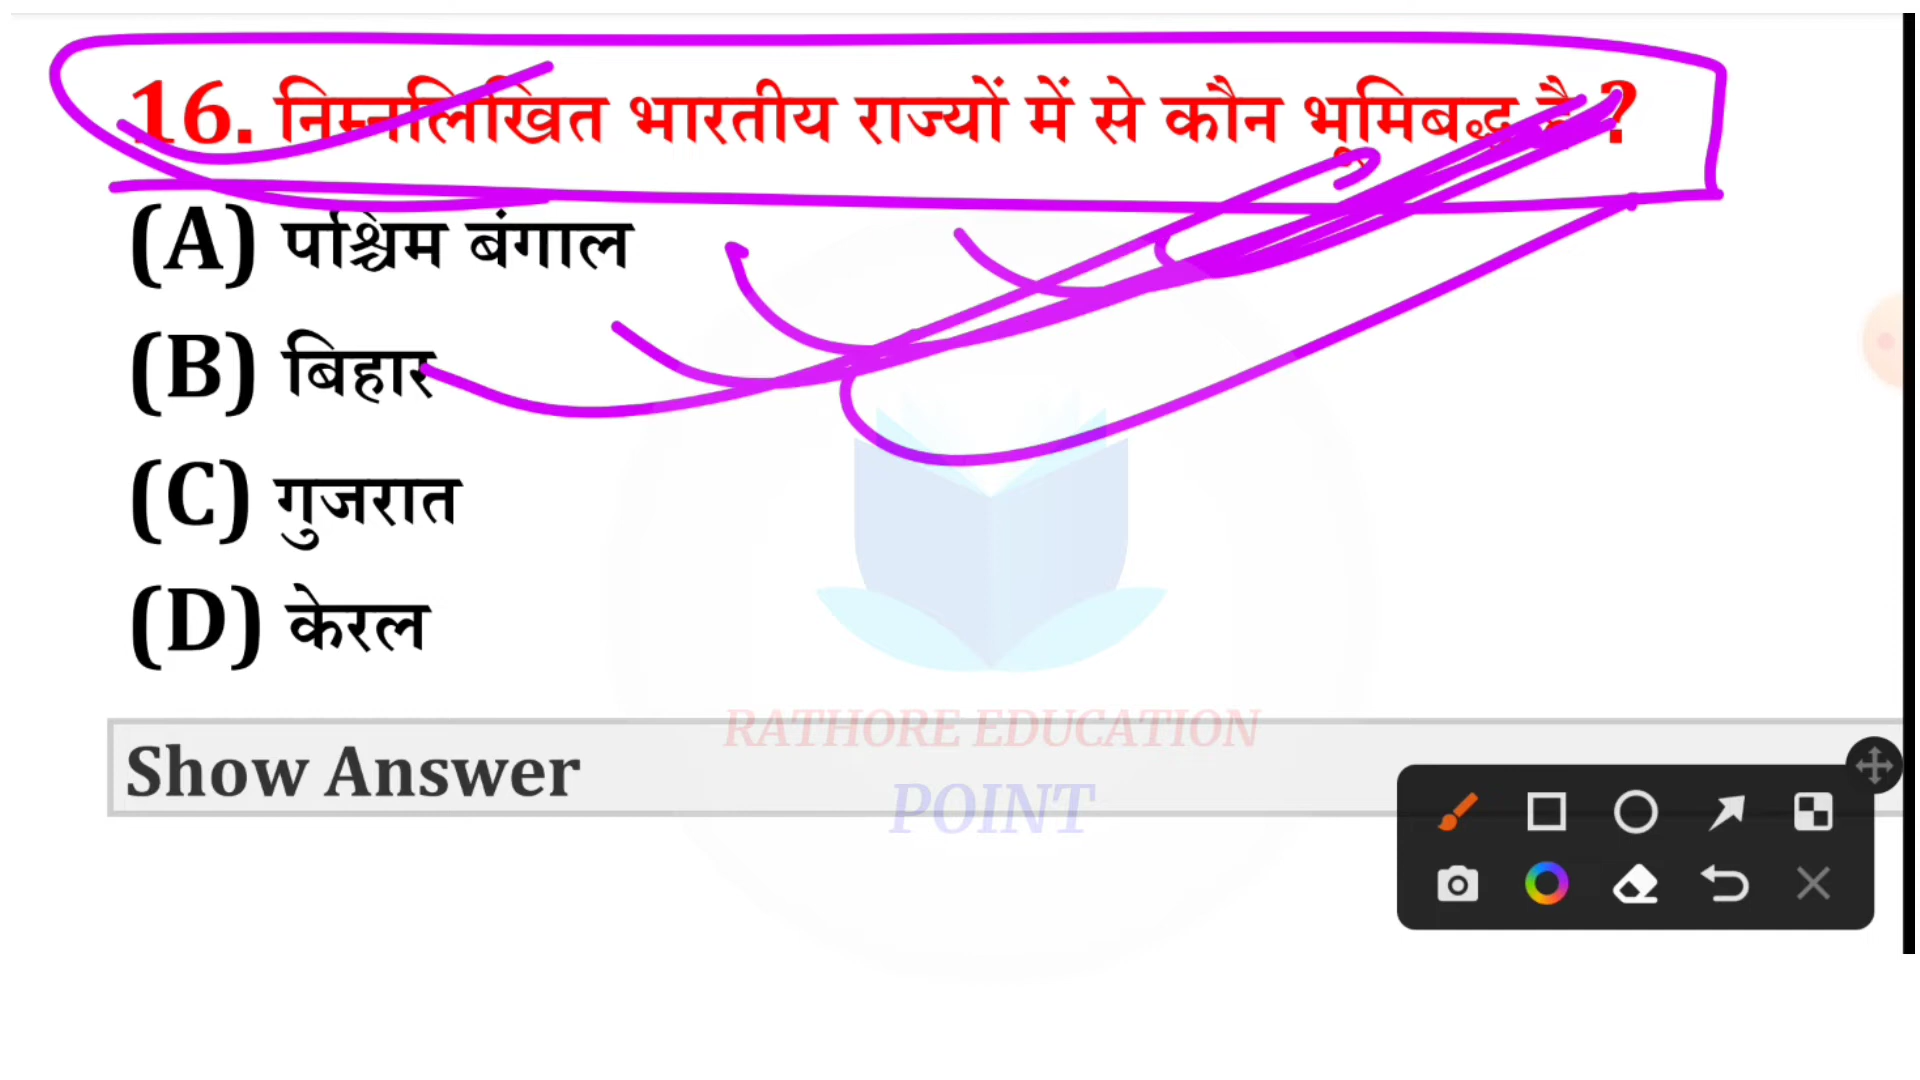 16. निम्नलिखित भारतीय राज्यों में से कौन भूमिबद्ध है ?
(A) पश्चिम बंगाल
(B) बिहार
(C) गुजरात
(D) केरल
RATHORE EDUCATION
Show Answer
POINT